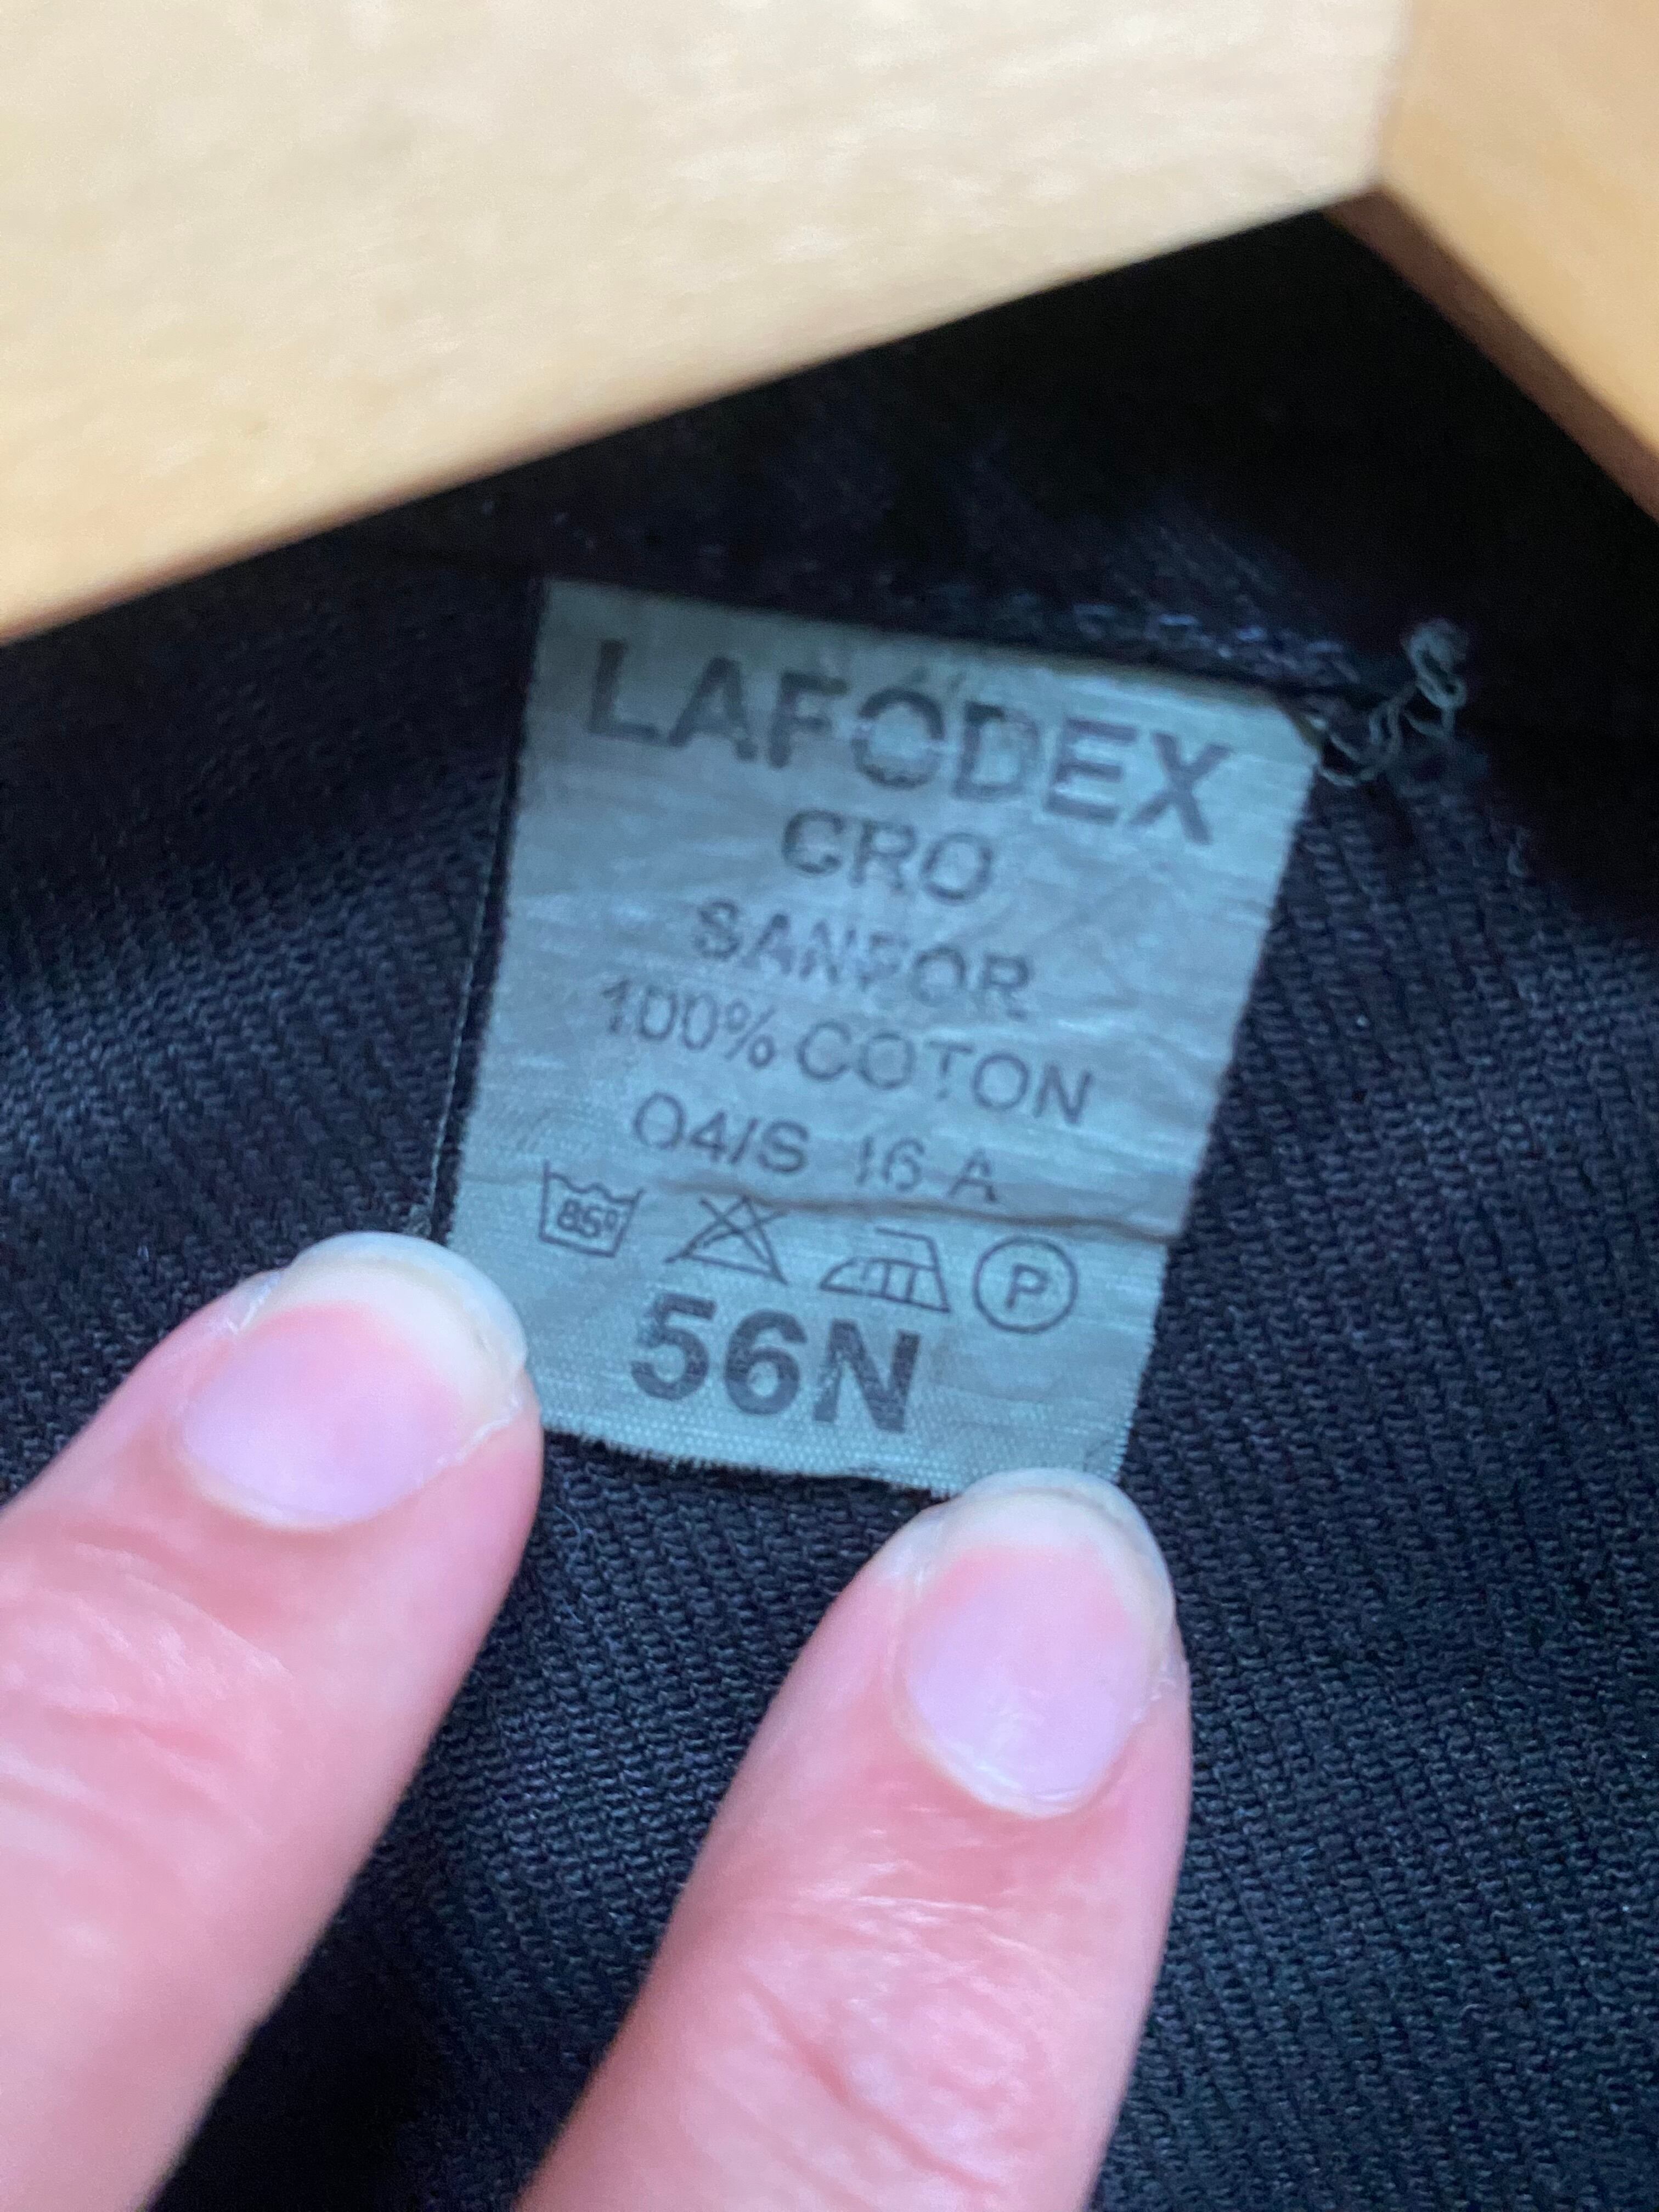 LAFODEX
CRO
SANFOR
100% COTON
04/S 16 A
85°
P
56N